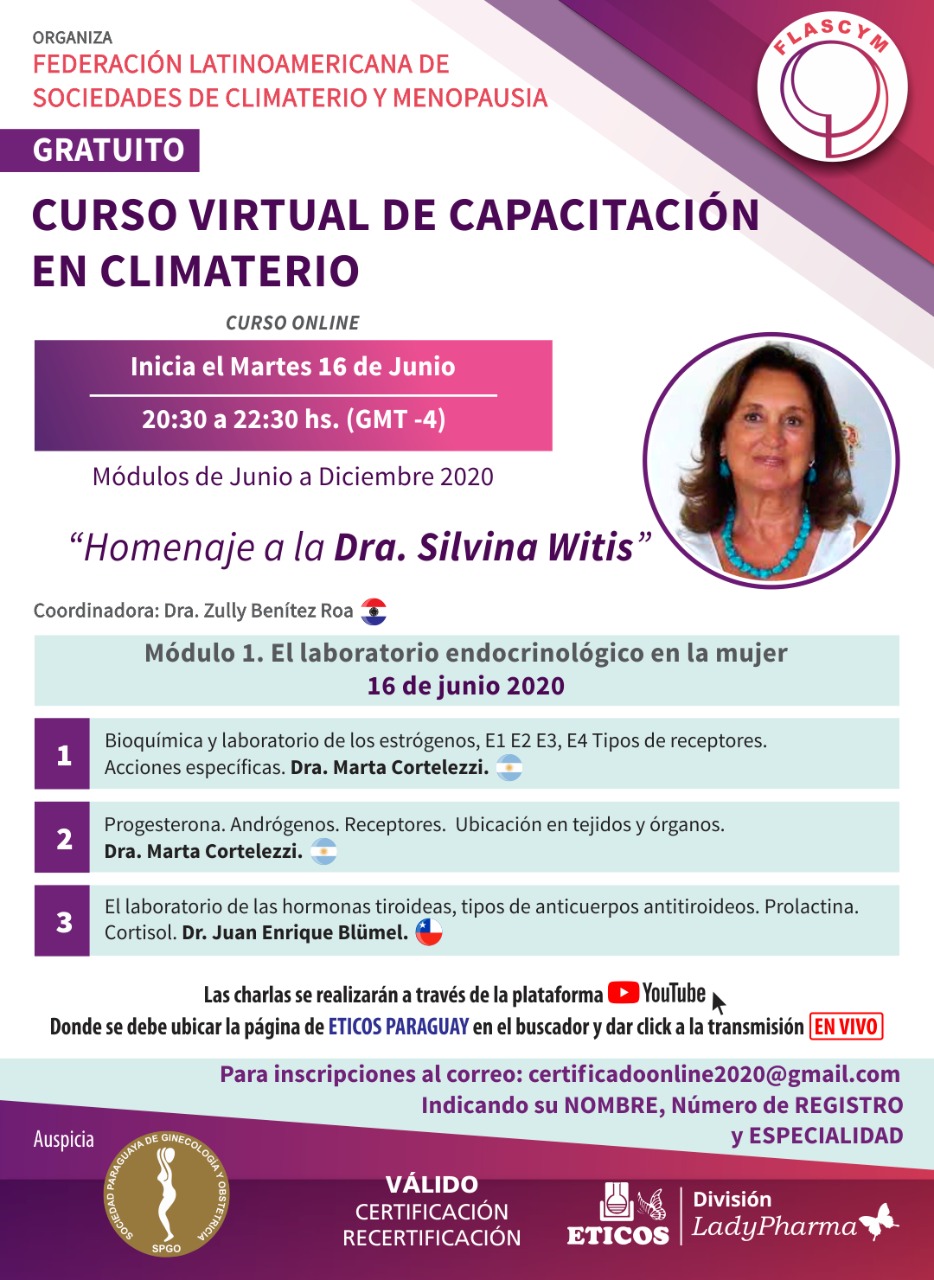 ORGANIZA
FEDERACIÓN LATINOAMERICANA DE
SOCIEDADES DE CLIMATERIO Y MENOPAUSIA
FLASCYM
GRATUITO
CURSO VIRTUAL DE CAPACITACIÓN
EN CLIMATERIO
CURSO ONLINE
Inicia el Martes 16 de Junio
20:30 a 22:30 hs. (GMT -4)
Módulos de Junio a Diciembre 2020
“Homenaje a la Dra. Silvina Witis”
Coordinadora: Dra. Zully Benítez Roa
Módulo 1. El laboratorio endocrinológico en la mujer
16 de junio 2020
1
Bioquímica y laboratorio de los estrógenos, E1 E2 E3, E4 Tipos de receptores.
Acciones específicas. Dra. Marta Cortelezzi.
2
Progesterona. Andrógenos. Receptores. Ubicación en tejidos y órganos.
Dra. Marta Cortelezzi.
3
El laboratorio de las hormonas tiroideas, tipos de anticuerpos antitiroideos. Prolactina.
Cortisol. Dr. Juan Enrique Blümel.
Las charlas se realizarán a través de la plataforma YouTube
Donde se debe ubicar la página de ETICOS PARAGUAY en el buscador y dar click a la transmisión EN VIVO
Para inscripciones al correo: certificadoonline2020@gmail.com
Indicando su NOMBRE, Número de REGISTRO
y ESPECIALIDAD
Auspicia
SOCIEDAD PARAGUAYA DE GINECOLOGÍA Y OBSTETRICIA
SPGO
VÁLIDO
CERTIFICACIÓN
RECERTIFICACIÓN
ETICOS
División
LadyPharma